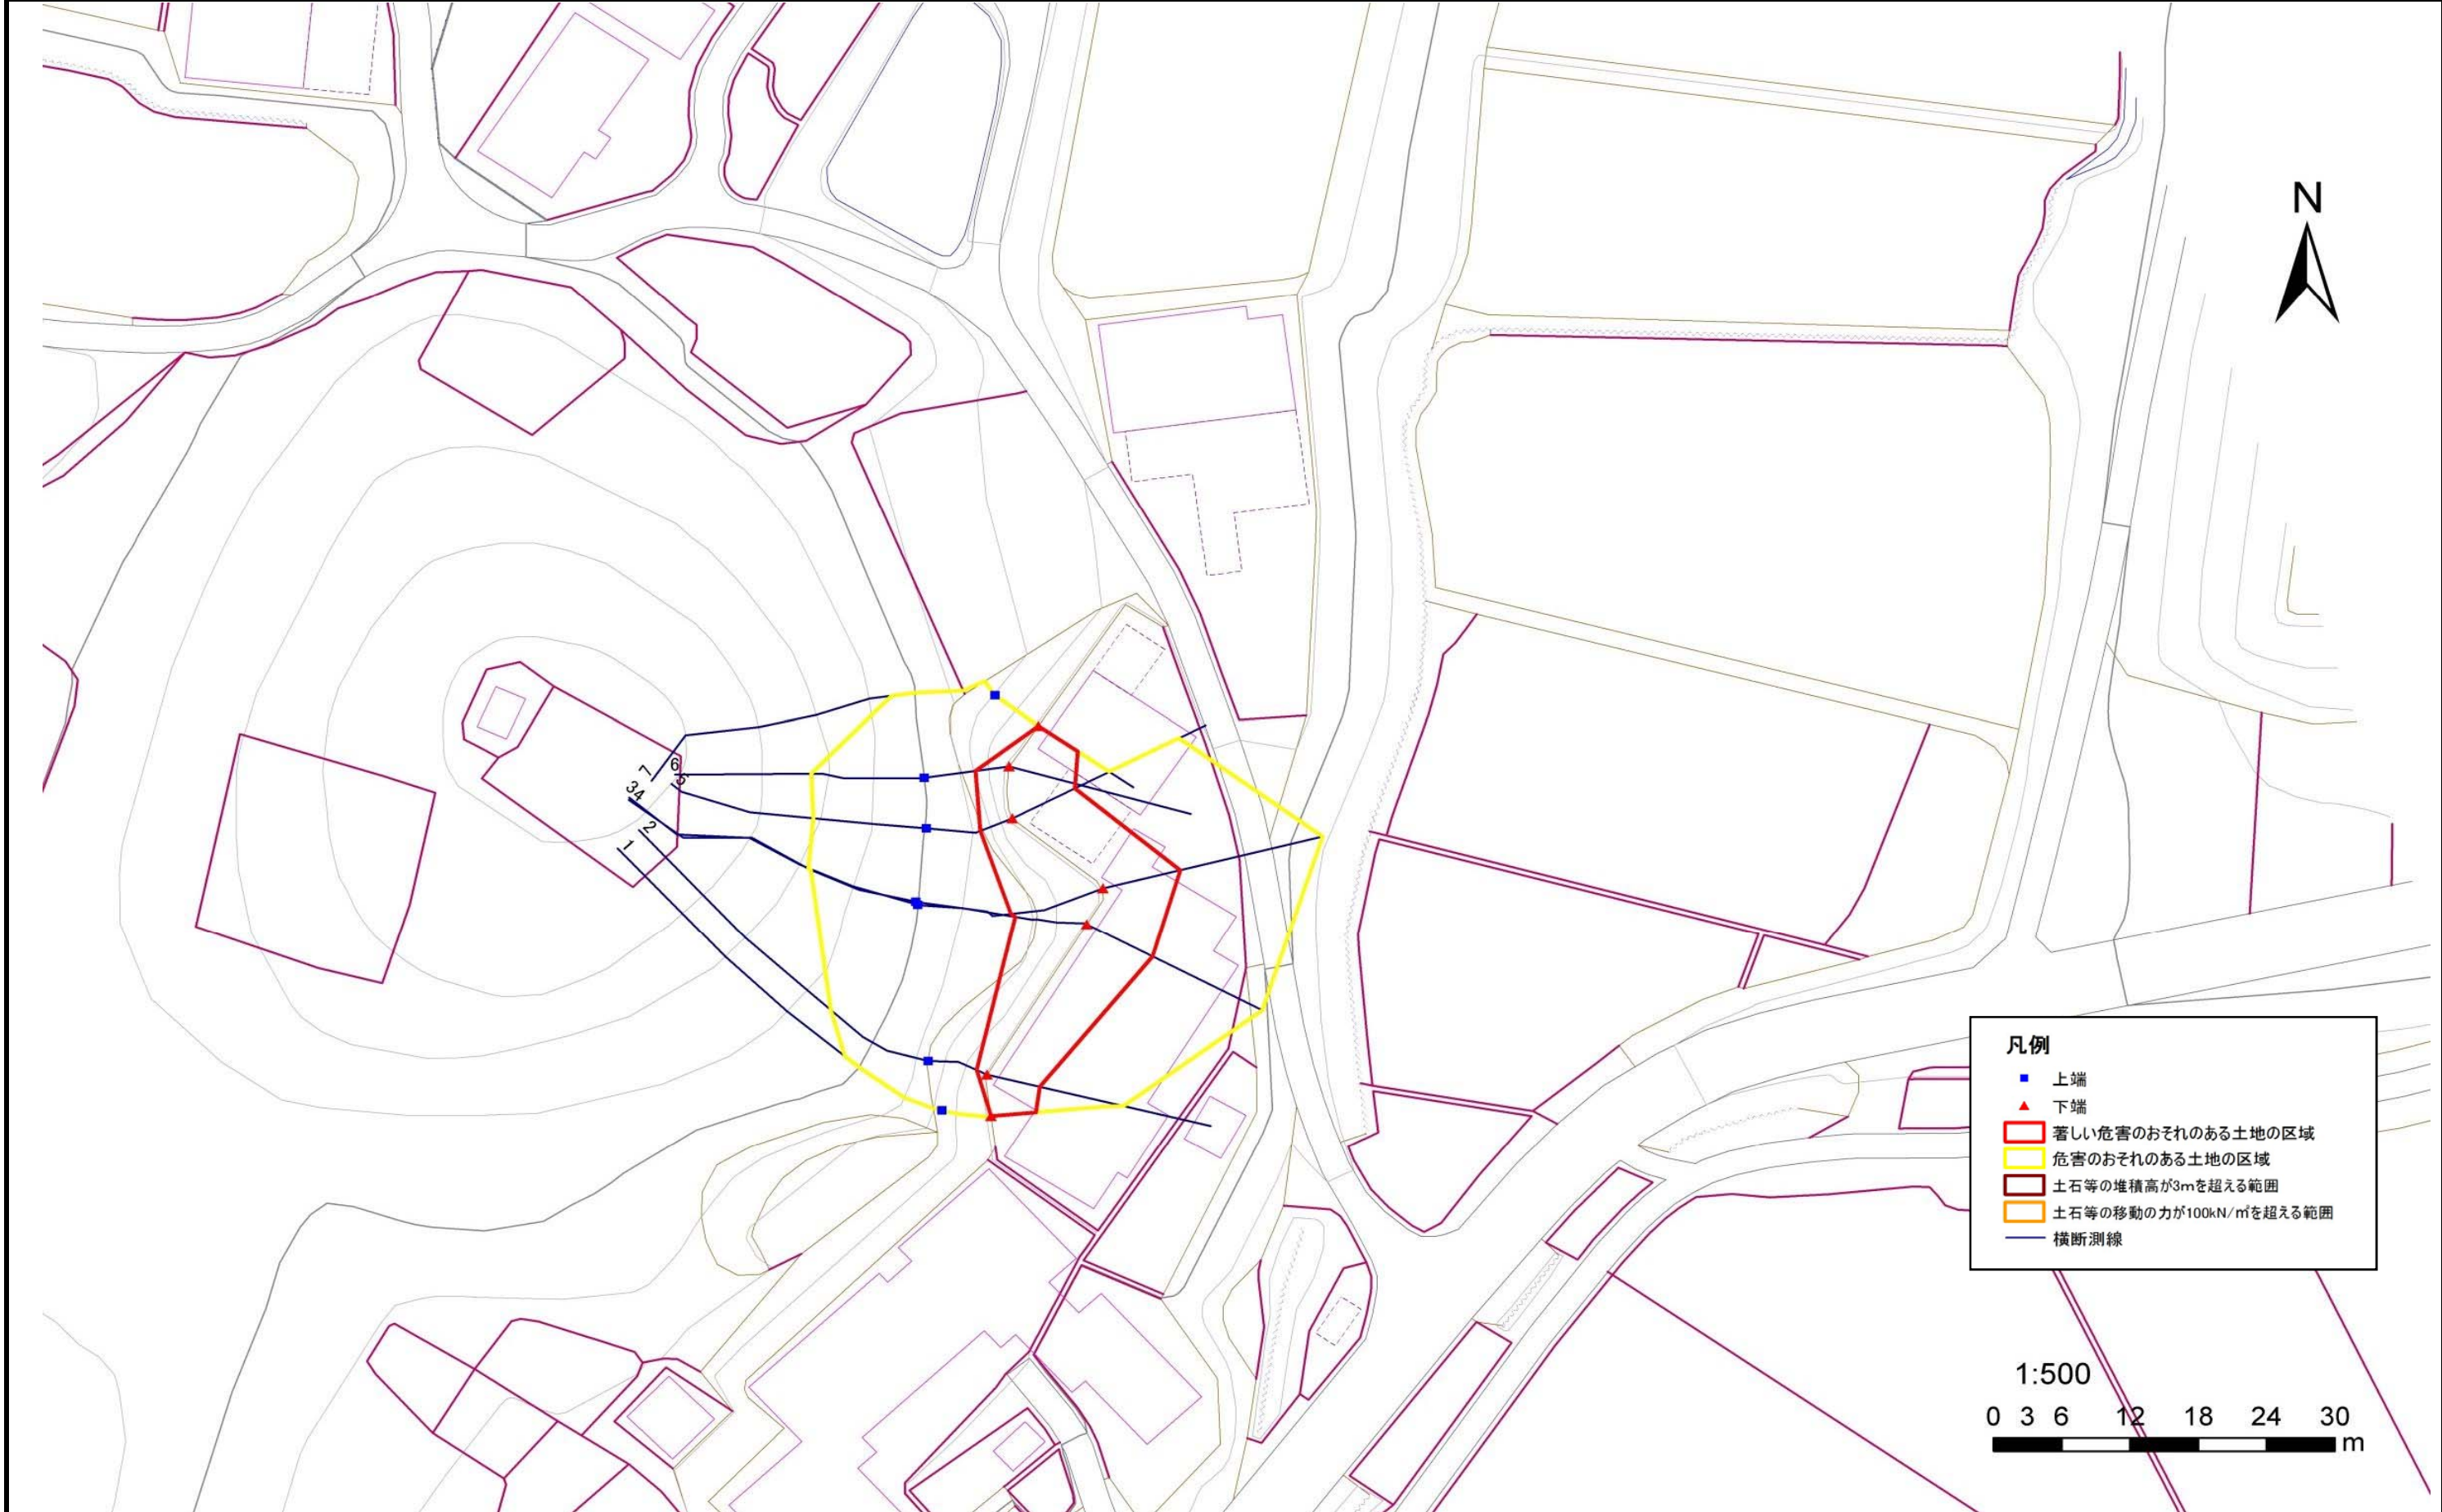 N
7
6
5
34
2
1
凡例
上端
下端
著しい危害のおそれのある土地の区域
危害のおそれのある土地の区域
土石等の堆積高が3mを超える範囲
土石等の移動の力が100kN/㎡を超える範囲
横断測線
1:500
0 3 6 12 18 24 30
m